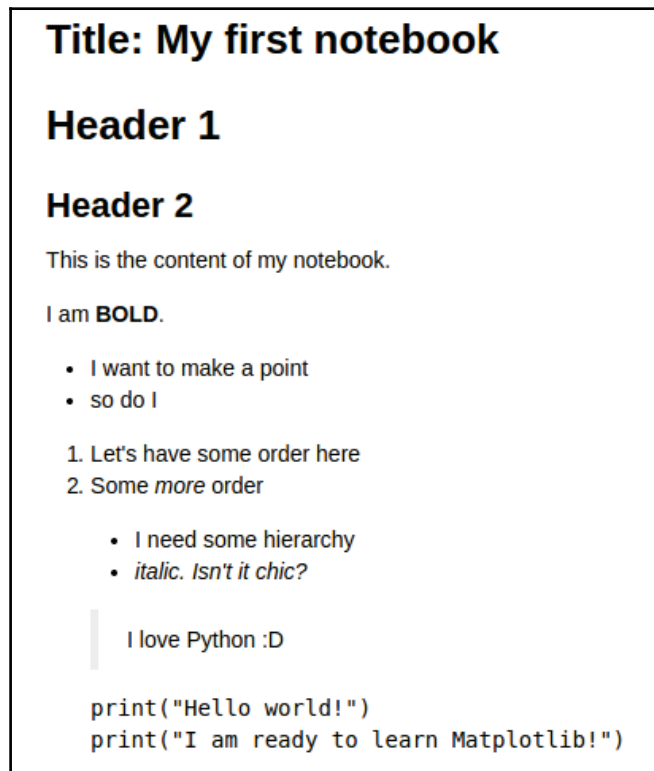 Title: My first notebook
Header 1
Header 2
This is the content of my notebook.
I am BOLD.
• I want to make a point
• so do I
1. Let's have some order here
2. Some more order
• I need some hierarchy
• italic. Isn't it chic?
I love Python :D
print("Hello world!")
print("I am ready to learn Matplotlib!")